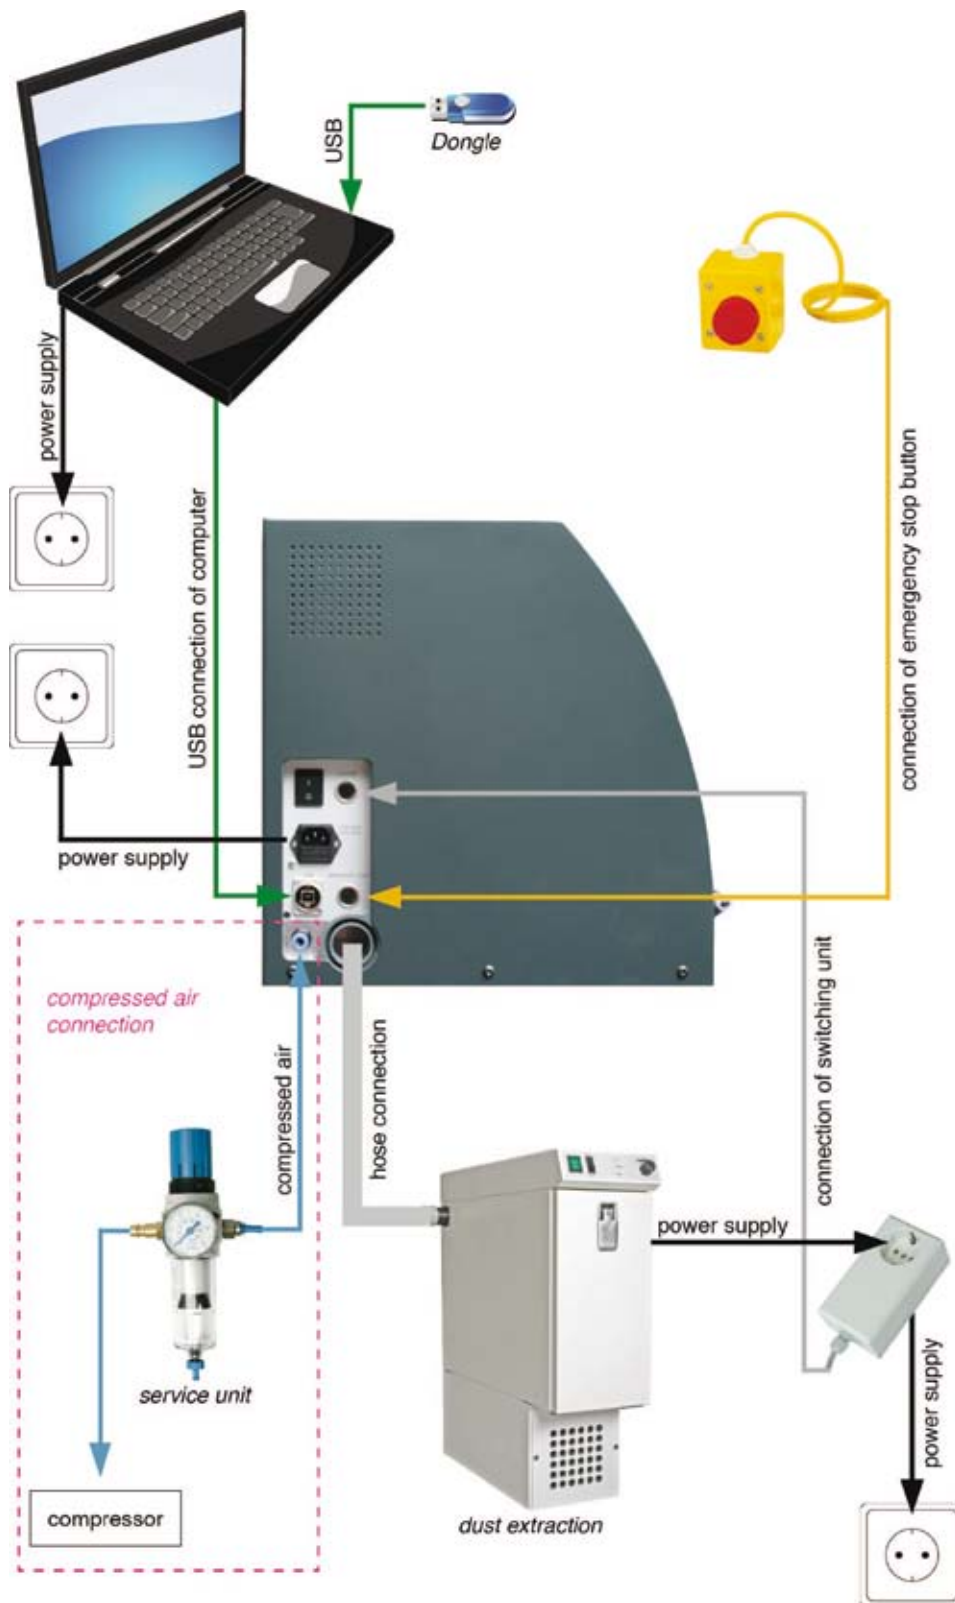 USB
Dongle
power supply
USB connection of computer
connection of emergency stop button
power supply
compressed air
connection
compressed air
hose connection
connection of switching unit
power supply
service unit
power supply
compressor
dust extraction